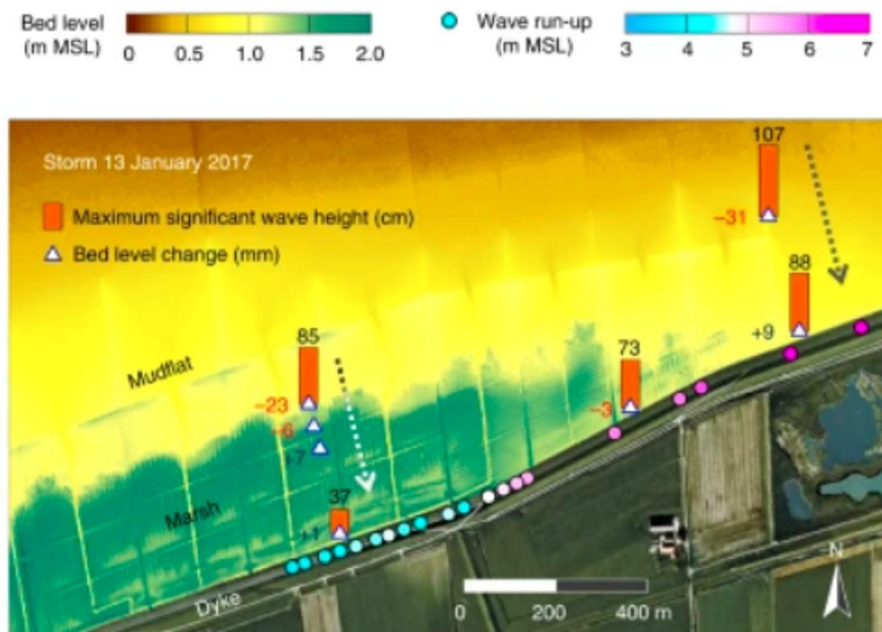 Bed level
(m MSL)
0 0.5 1.0 1.5 2.0
Wave run-up
(m MSL)
3 4 5 6 7
Storm 13 January 2017
Maximum significant wave height (cm)
Bed level change (mm)
107
−31
88
+9
85
73
Mudflat
−23
−3
−6
+7
37
Marsh
+1
N
Dyke
0 200 400 m